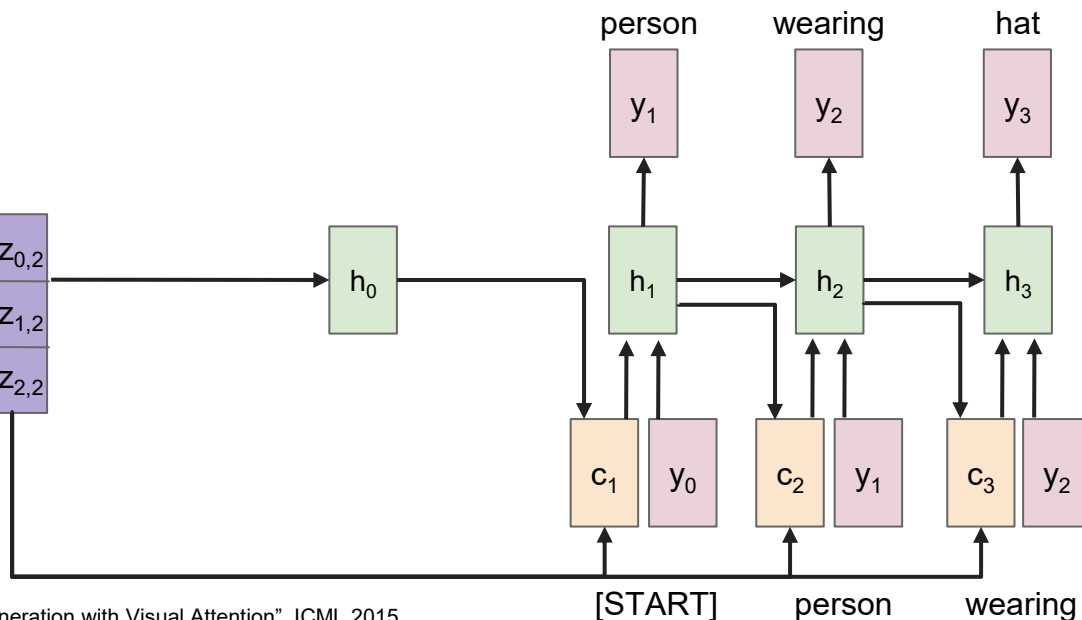 person wearing hat
y₁ y₂ y₃
z₀,₂
h₀ h₁ h₂ h₃
z₁,₂
z₂,₂
c₁ y₀ c₂ y₁ c₃ y₂
[START] person wearing
with Visual Attention”, ICML 2015